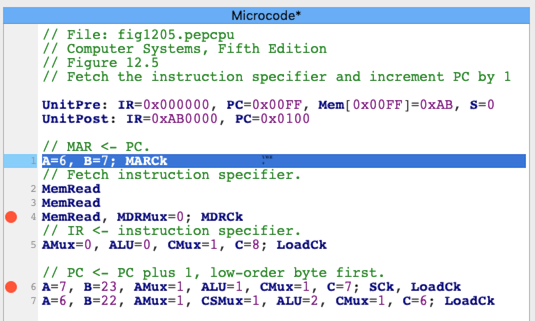 Microcode*
// File: fig1205.pepcpu
// Computer Systems, Fifth Edition
// Figure 12.5
// Fetch the instruction specifier and increment PC by 1
UnitPre: IR=0x000000, PC=0x00FF, Mem[0x00FF]=0xAB, S=0
UnitPost: IR=0xAB0000, PC=0x0100
// MAR <- PC.
1 A=6, B=7; MARCk
// Fetch instruction specifier.
2 MemRead
3 MemRead
4 MemRead, MDRMux=0; MDRCk
// IR <- instruction specifier.
5 AMux=0, ALU=0, CMux=1, C=8; LoadCk
// PC <- PC plus 1, low-order byte first.
6 A=7, B=23, AMux=1, ALU=1, CMux=1, C=7; SCk, LoadCk
7 A=6, B=22, AMux=1, CSMux=1, ALU=2, CMux=1, C=6; LoadCk